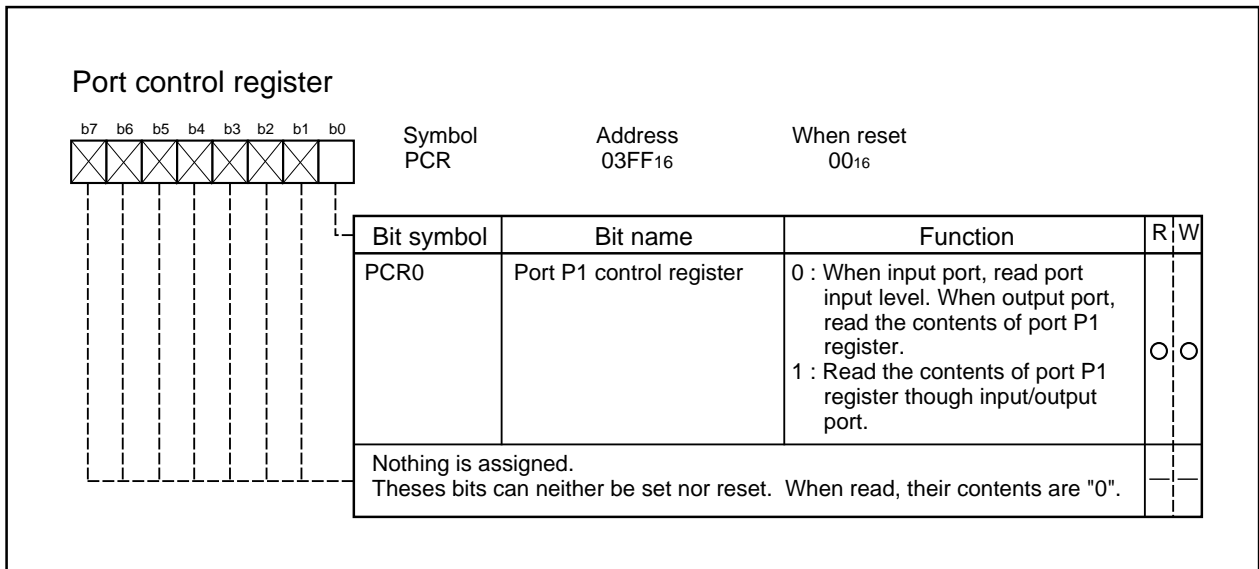 Port control register
b7 b6 b5 b4 b3 b2 b1 b0
Symbol Address When reset
PCR 03FF16 0016
Bit symbol Bit name Function R W
PCR0 Port P1 control register 0 : When input port, read port
input level. When output port,
read the contents of port P1
register.
1 : Read the contents of port P1
register though input/output
port.
Nothing is assigned.
Theses bits can neither be set nor reset. When read, their contents are "0".